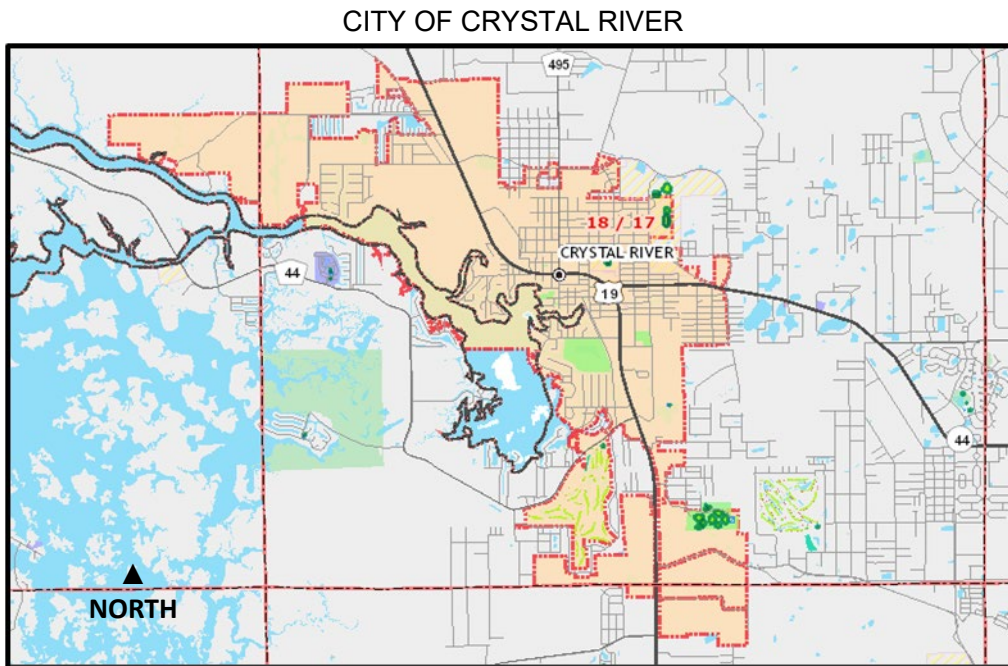 CITY OF CRYSTAL RIVER
495
18 / 17
CRYSTAL RIVER
44
19
44
NORTH